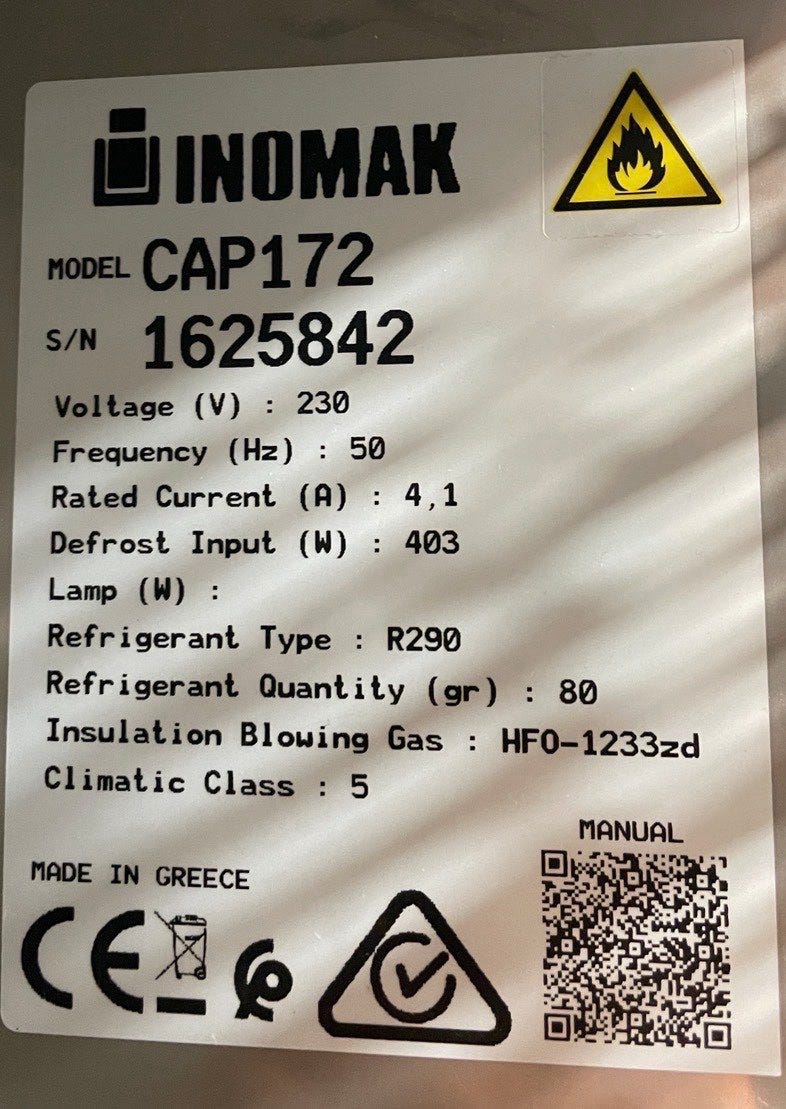 INOMAK
MODEL CAP172
S/N 1625842
Voltage (V) : 230
Frequency (Hz) : 50
Rated Current (A) : 4,1
Defrost Input (W) : 403
Lamp (W) :
Refrigerant Type : R290
Refrigerant Quantity (gr) : 80
Insulation Blowing Gas : HFO-1233zd
Climatic Class : 5
MANUAL
MADE IN GREECE
CE